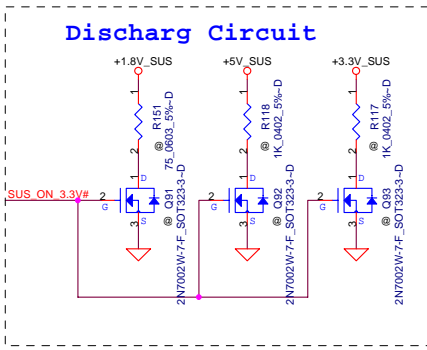 Discharg Circuit
+1.8V_SUS
+5V_SUS
+3.3V_SUS
1
1
1
R151
75_0603_5%~D
@
R118
1K_0402_5%~D
@
R117
1K_0402_5%~D
@
2
2
2
SUS_ON_3.3V#
1
D
2
G
3
S
Q91
2N7002W-7-F_SOT323-3~D
@
1
D
2
G
3
S
Q92
2N7002W-7-F_SOT323-3~D
@
1
D
2
G
3
S
Q93
2N7002W-7-F_SOT323-3~D
@